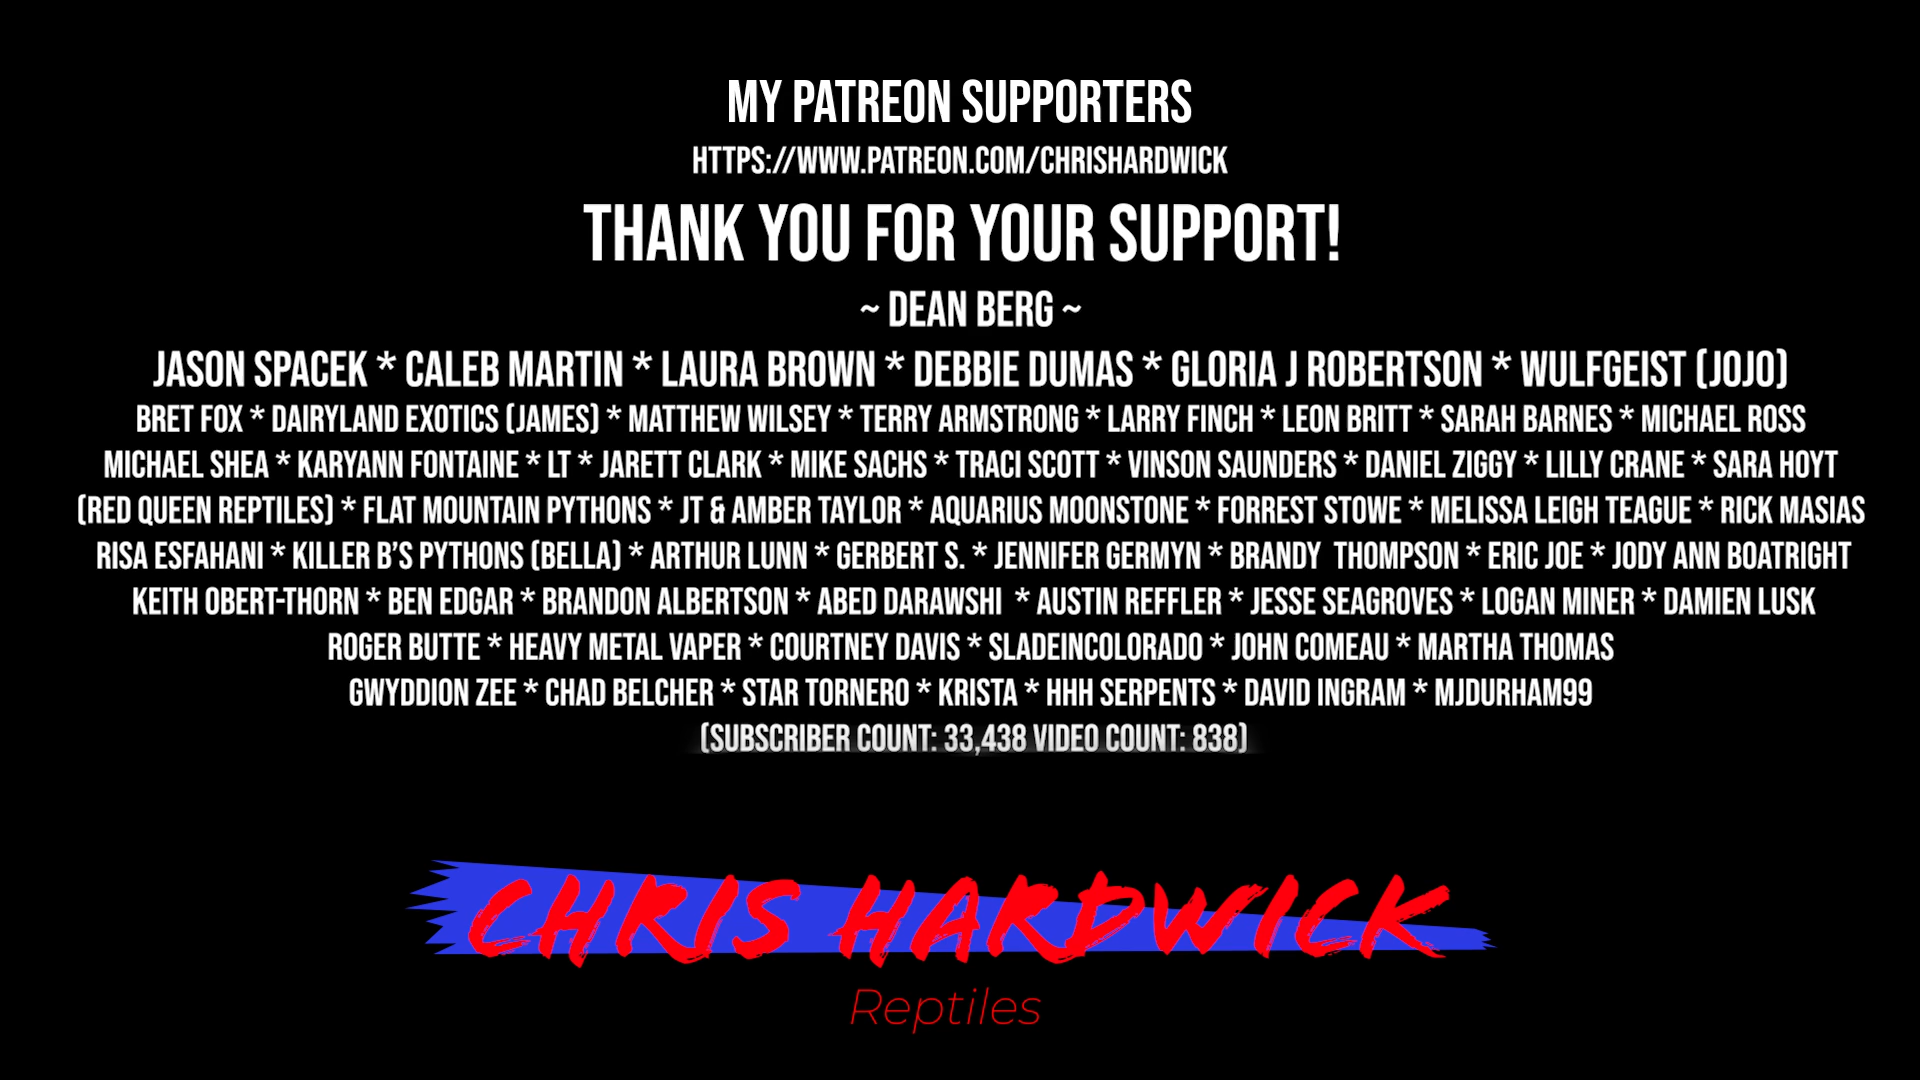 MY PATREON SUPPORTERS
HTTPS://WWW.PATREON.COM/CHRISHARDWICK
THANK YOU FOR YOUR SUPPORT!
~ DEAN BERG ~
JASON SPACEK * CALEB MARTIN * LAURA BROWN * DEBBIE DUMAS * GLORIA J ROBERTSON * WULFGEIST (JOJO)
BRET FOX * DAIRYLAND EXOTICS (JAMES) * MATTHEW WILSEY * TERRY ARMSTRONG * LARRY FINCH * LEON BRITT * SARAH BARNES * MICHAEL ROSS
MICHAEL SHEA * KARYANN FONTAINE * LT * JARETT CLARK * MIKE SACHS * TRACI SCOTT * VINSON SAUNDERS * DANIEL ZIGGY * LILLY CRANE * SARA HOYT
(RED QUEEN REPTILES) * FLAT MOUNTAIN PYTHONS * JT & AMBER TAYLOR * AQUARIUS MOONSTONE * FORREST STOWE * MELISSA LEIGH TEAGUE * RICK MASIAS
RISA ESFAHANI * KILLER B’S PYTHONS (BELLA) * ARTHUR LUNN * GERBERT S. * JENNIFER GERMYN * BRANDY  THOMPSON * ERIC JOE * JODY ANN BOATRIGHT
KEITH OBERT-THORN * BEN EDGAR * BRANDON ALBERTSON * ABED DARAWSHI  * AUSTIN REFFLER * JESSE SEAGROVES * LOGAN MINER * DAMIEN LUSK
ROGER BUTTE * HEAVY METAL VAPER * COURTNEY DAVIS * SLADEINCOLORADO * JOHN COMEAU * MARTHA THOMAS
GWYDDION ZEE * CHAD BELCHER * STAR TORNERO * KRISTA * HHH SERPENTS * DAVID INGRAM * MJDURHAM99
(SUBSCRIBER COUNT: 33,438 VIDEO COUNT: 838)
CHRIS HARDWICK
Reptiles